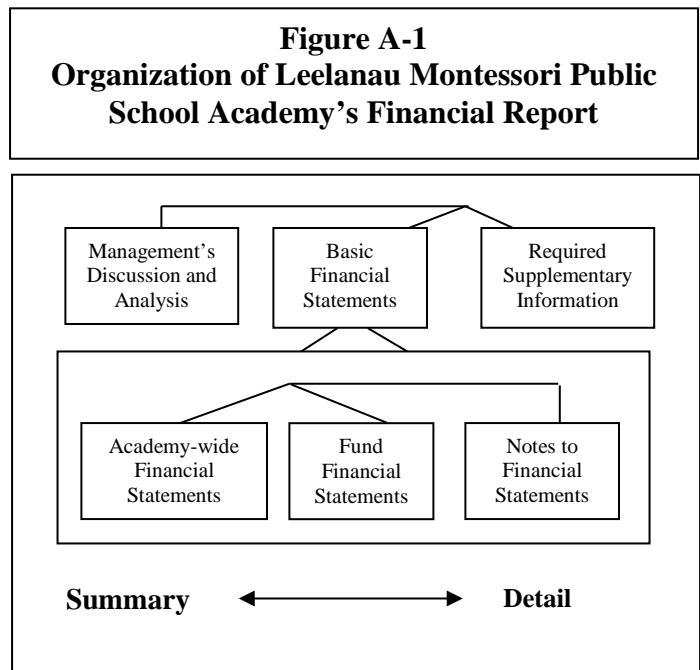 Figure A-1
Organization of Leelanau Montessori Public
School Academy’s Financial Report
Management’s
Discussion and
Analysis
Basic
Financial
Statements
Required
Supplementary
Information
Academy-wide
Financial
Statements
Fund
Financial
Statements
Notes to
Financial
Statements
Summary
Detail